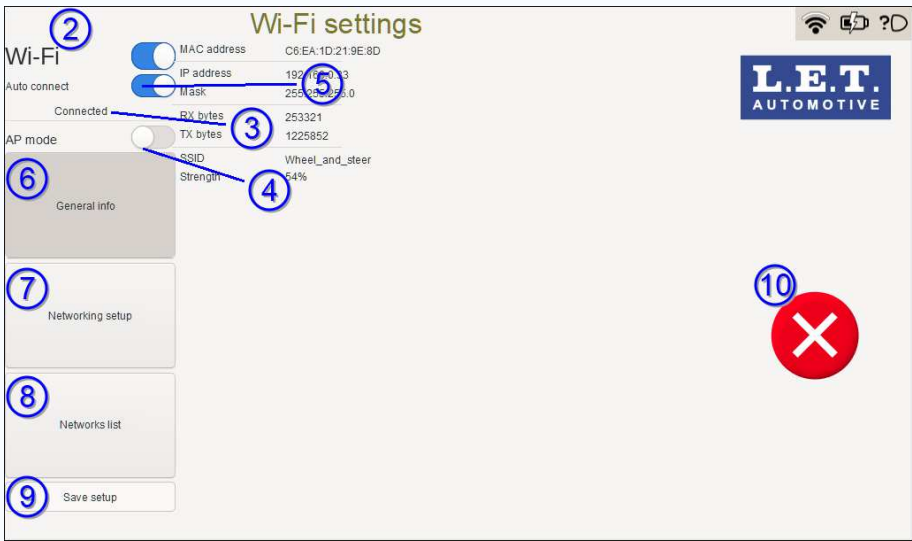 Wi-Fi settings
?
2
Wi-Fi
MAC address C6:EA:1D:21:9E:8D
Auto connect
IP address
5
Mask
L.E.T.
AUTOMOTIVE
Connected
RX bytes 253321
3
TX bytes 1225852
AP mode
SSID Wheel_and_steer
Strength 54%
4
6
General info
7
Networking setup
8
Networks list
9
Save setup
10